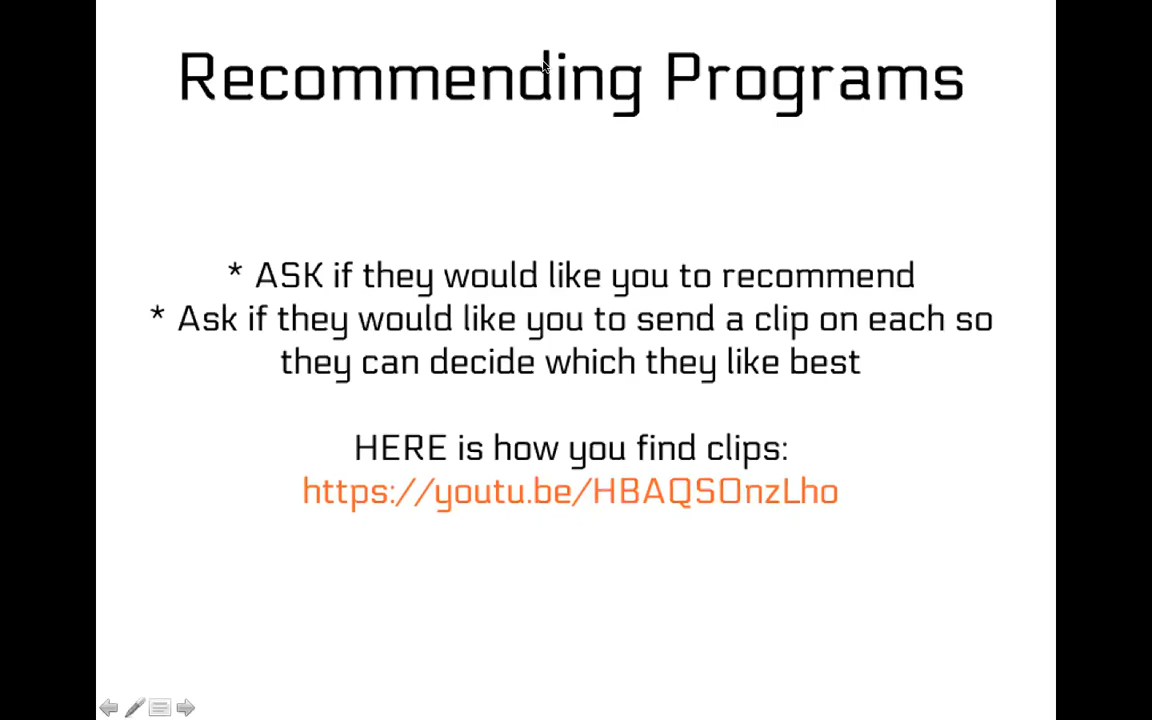 Recommending Programs
* ASK if they would like you to recommend
* Ask if they would like you to send a clip on each so
they can decide which they like best
HERE is how you find clips:
https://youtu.be/HBAQSOnzLho